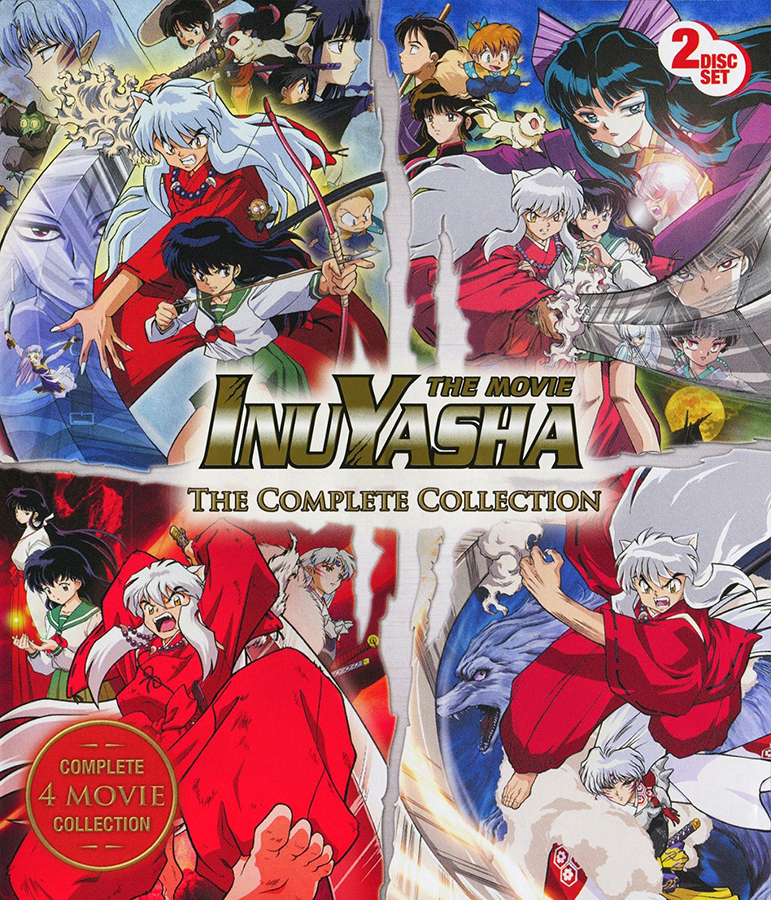 2 DISC
SET
THE MOVIE
INUYASHA
THE COMPLETE COLLECTION
COMPLETE
4 MOVIE
COLLECTION